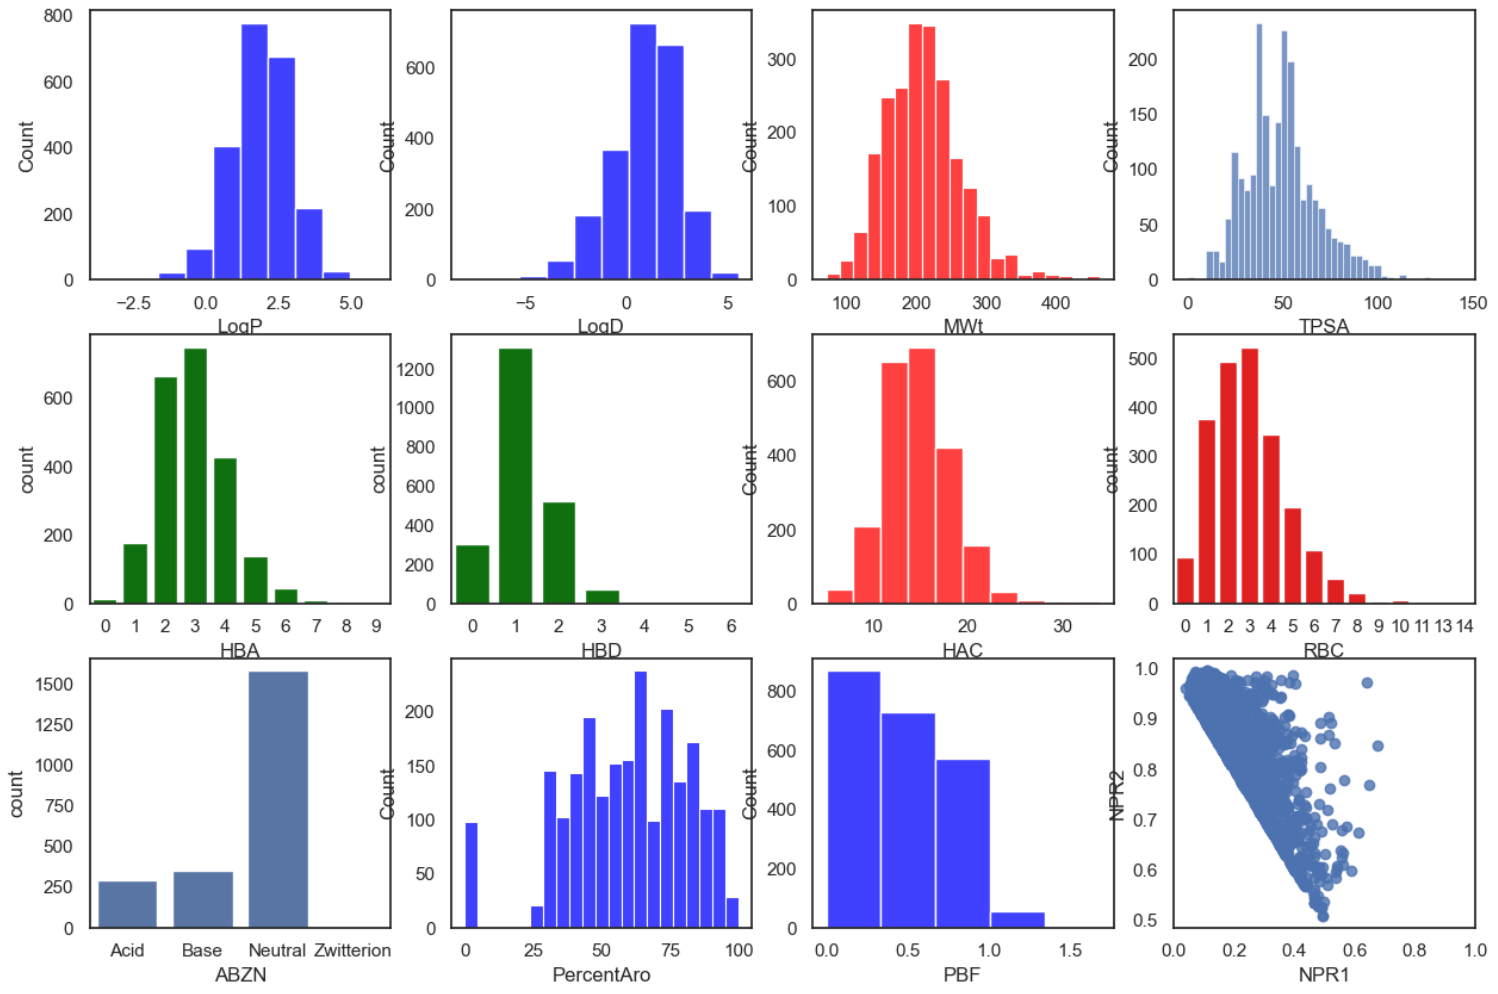 800
600
400
200
0
Count
−2.5 0.0 2.5 5.0
LogP
600
400
200
0
Count
−5 0 5
LogD
300
200
100
0
Count
100 200 300 400
MWt
200
150
100
50
0
Count
0 50 100 150
TPSA
600
400
200
0
count
0 1 2 3 4 5 6 7 8 9
HBA
1200
1000
800
600
400
200
0
count
0 1 2 3 4 5 6
HBD
600
400
200
0
Count
10 20 30
HAC
500
400
300
200
100
0
count
0 1 2 3 4 5 6 7 8 9 10 11 13 14
RBC
1500
1250
1000
750
500
250
0
count
Acid Base Neutral Zwitterion
ABZN
200
150
100
50
0
Count
0 25 50 75 100
PercentAro
800
600
400
200
0
Count
0.0 0.5 1.0 1.5
PBF
1.0
0.9
0.8
0.7
0.6
0.5
NPR2
0.0 0.2 0.4 0.6 0.8 1.0
NPR1